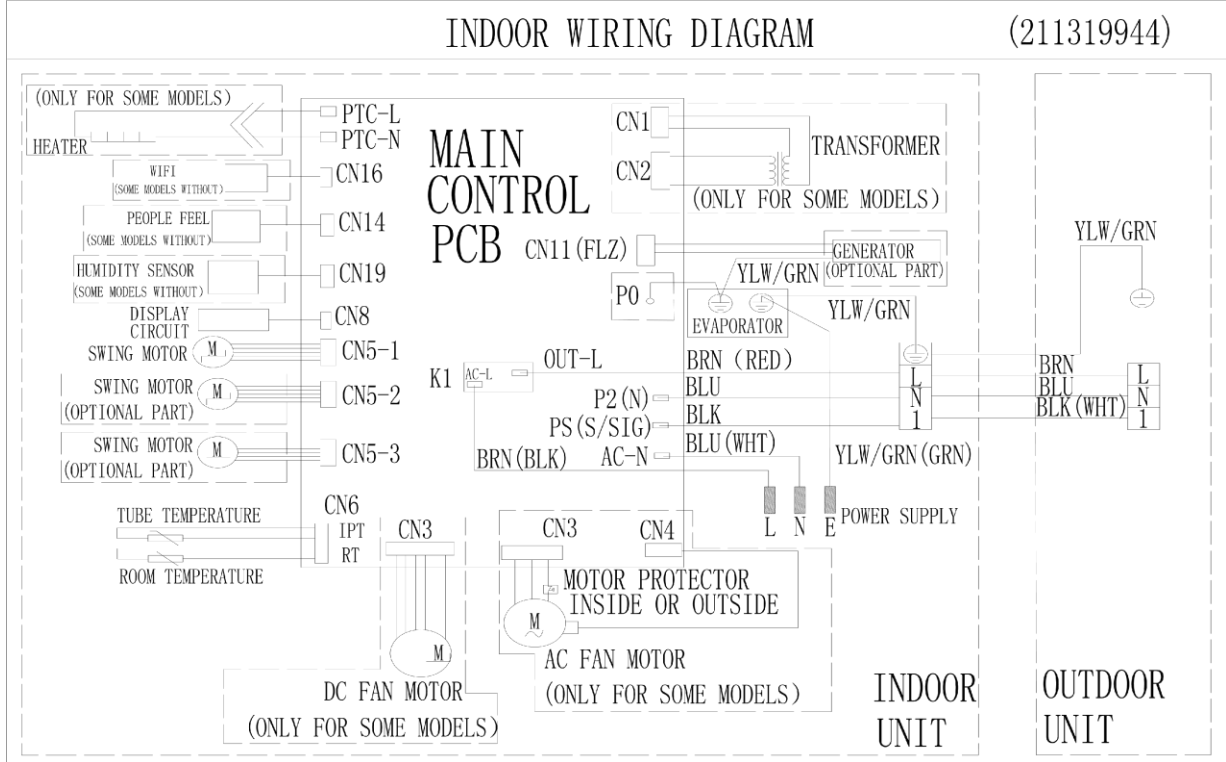 INDOOR WIRING DIAGRAM (211319944)
(ONLY FOR SOME MODELS)
HEATER
PTC-L
PTC-N
WIFI
(SOME MODELS WITHOUT)
CN16
PEOPLE FEEL
(SOME MODELS WITHOUT)
CN14
HUMIDITY SENSOR
(SOME MODELS WITHOUT)
CN19
DISPLAY
CIRCUIT
CN8
SWING MOTOR
M
CN5-1
SWING MOTOR
(OPTIONAL PART)
M
CN5-2
SWING MOTOR
(OPTIONAL PART)
M
CN5-3
TUBE TEMPERATURE
ROOM TEMPERATURE
CN6
IPT
RT
MAIN
CONTROL
PCB
CN1
CN2
TRANSFORMER
(ONLY FOR SOME MODELS)
CN11(FLZ)
GENERATOR
(OPTIONAL PART)
YLW/GRN
P0
EVAPORATOR
YLW/GRN
K1
AC-L
OUT-L
BRN (RED)
P2(N)
BLU
PS(S/SIG)
BLK
AC-N
BLU(WHT)
BRN(BLK)
L
N
1
YLW/GRN(GRN)
L N E
POWER SUPPLY
CN3
M
DC FAN MOTOR
(ONLY FOR SOME MODELS)
CN3
CN4
MOTOR PROTECTOR
INSIDE OR OUTSIDE
M
AC FAN MOTOR
(ONLY FOR SOME MODELS)
INDOOR
UNIT
YLW/GRN
BRN
BLU
BLK(WHT)
L
N
1
OUTDOOR
UNIT